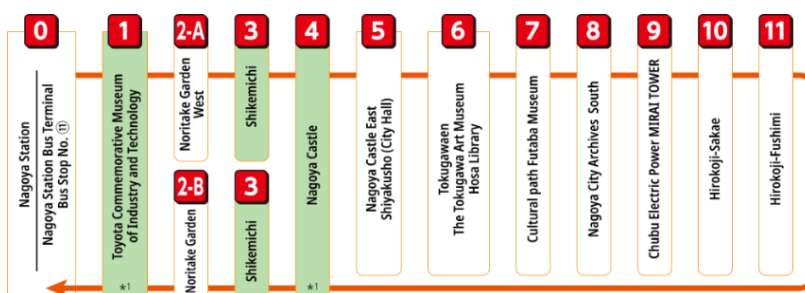 0
Nagoya Station
Nagoya Station Bus Terminal
Bus Stop No. ⑪
1
Toyota Commemorative Museum
of Industry and Technology
*1
2-A
Noritake Garden
West
3
Shikemichi
2-B
Noritake Garden
3
Shikemichi
4
Nagoya Castle
*1
5
Nagoya Castle East
Shiyakusho (City Hall)
6
Tokugawaen
The Tokugawa Art Museum
Hosa Library
7
Cultural path Futaba Museum
8
Nagoya City Archives South
9
Chubu Electric Power MIRAI TOWER
10
Hirokoji-Sakae
11
Hirokoji-Fushimi